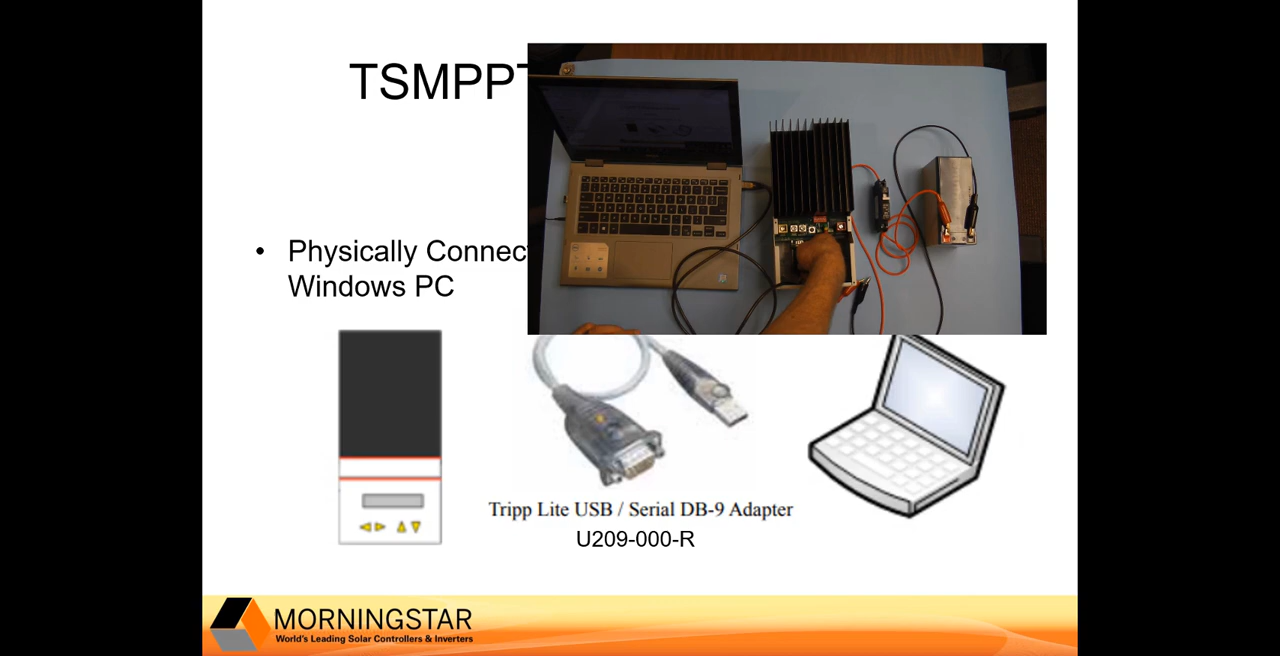 TSMPPT
• Physically Connect
Windows PC
Tripp Lite USB / Serial DB-9 Adapter
U209-000-R
MORNINGSTAR
World's Leading Solar Controllers & Inverters